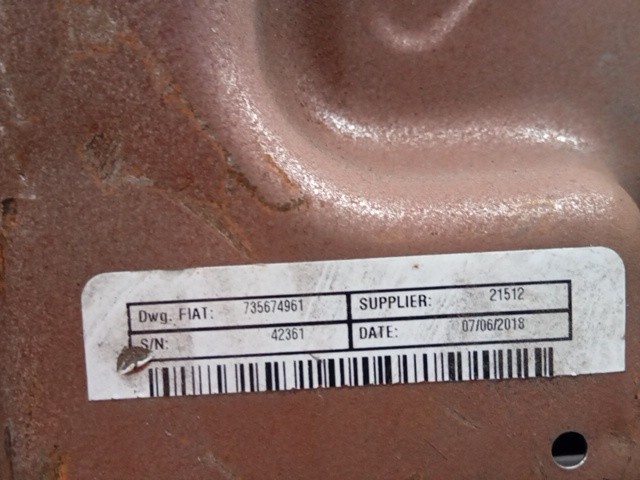 Dwg. FIAT: 735674961 SUPPLIER: 21512
S/N: 42361 DATE: 07/06/2018